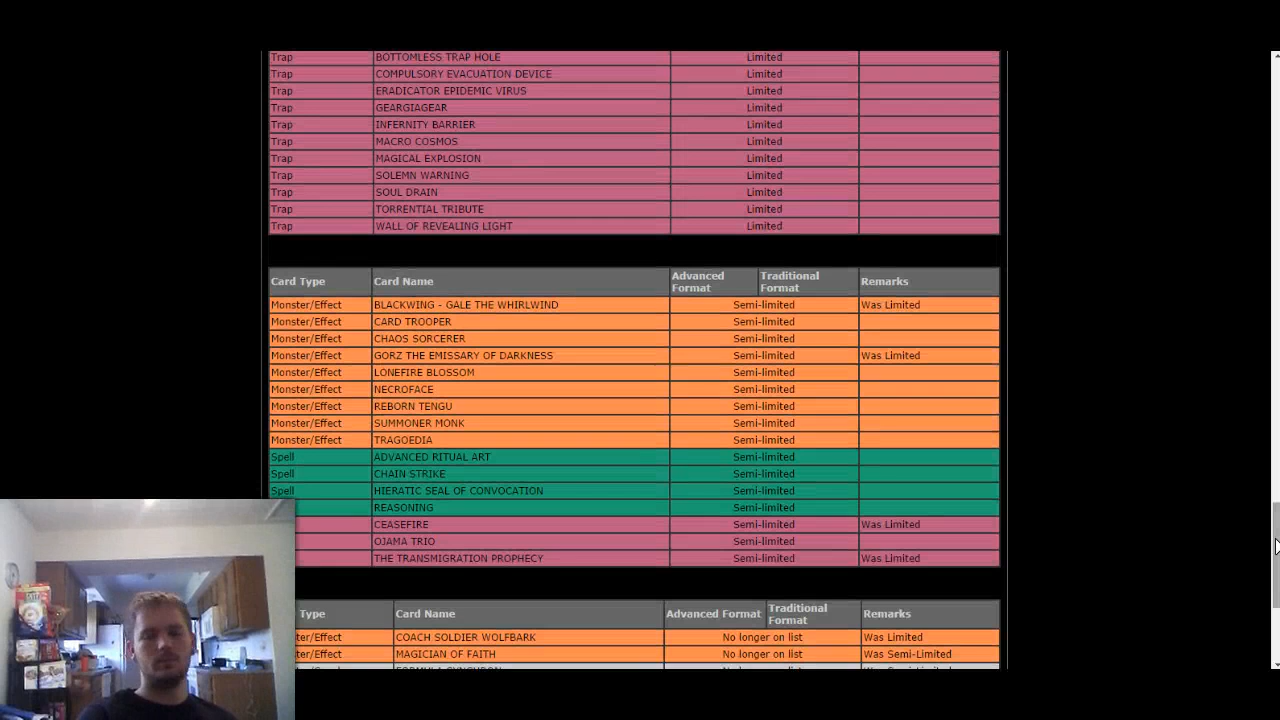 Trap BOTTOMLESS TRAP HOLE Limited
Trap COMPULSORY EVACUATION DEVICE Limited
Trap ERADICATOR EPIDEMIC VIRUS Limited
Trap GEARGIAGEAR Limited
Trap INFERNITY BARRIER Limited
Trap MACRO COSMOS Limited
Trap MAGICAL EXPLOSION Limited
Trap SOLEMN WARNING Limited
Trap SOUL DRAIN Limited
Trap TORRENTIAL TRIBUTE Limited
Trap WALL OF REVEALING LIGHT Limited
Card Type Card Name Advanced Format Traditional Format Remarks
Monster/Effect BLACKWING - GALE THE WHIRLWIND Semi-limited Was Limited
Monster/Effect CARD TROOPER Semi-limited
Monster/Effect CHAOS SORCERER Semi-limited
Monster/Effect GORZ THE EMISSARY OF DARKNESS Semi-limited Was Limited
Monster/Effect LONEFIRE BLOSSOM Semi-limited
Monster/Effect NECROFACE Semi-limited
Monster/Effect REBORN TENGU Semi-limited
Monster/Effect SUMMONER MONK Semi-limited
Monster/Effect TRAGOEDIA Semi-limited
Spell ADVANCED RITUAL ART Semi-limited
Spell CHAIN STRIKE Semi-limited
Spell HIERATIC SEAL OF CONVOCATION Semi-limited
REASONING Semi-limited
CEASEFIRE Semi-limited Was Limited
OJAMA TRIO Semi-limited
THE TRANSMIGRATION PROPHECY Semi-limited Was Limited
Type Card Name Advanced Format Traditional Format Remarks
er/Effect COACH SOLDIER WOLFBARK No longer on list Was Limited
ster/Effect MAGICIAN OF FAITH No longer on list Was Semi-Limited